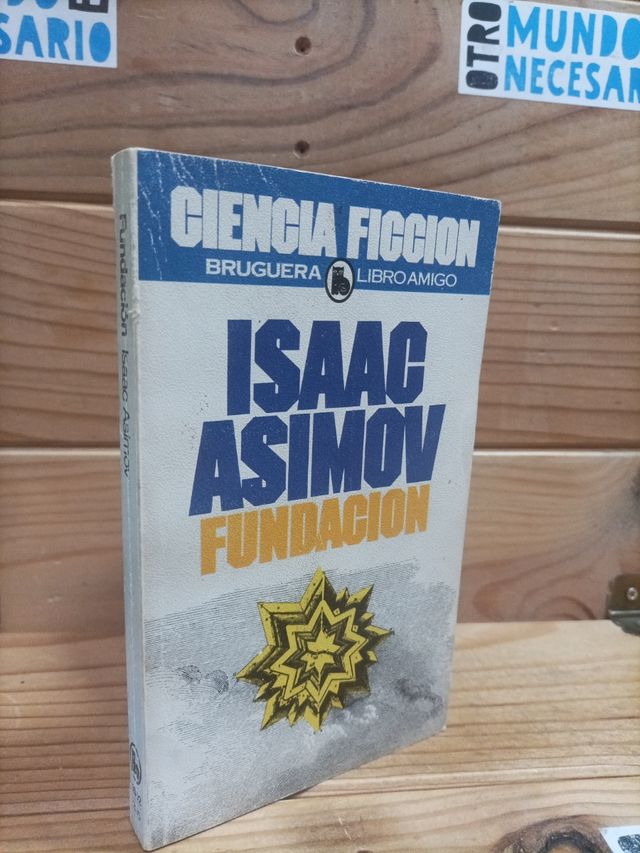 SARIO
OTRO
MUNDO
NECESAR
CIENCIA FICCION
BRUGUERA LIBRO AMIGO
ISAAC
ASIMOV
FUNDACION
Fundación Isaac Asimov